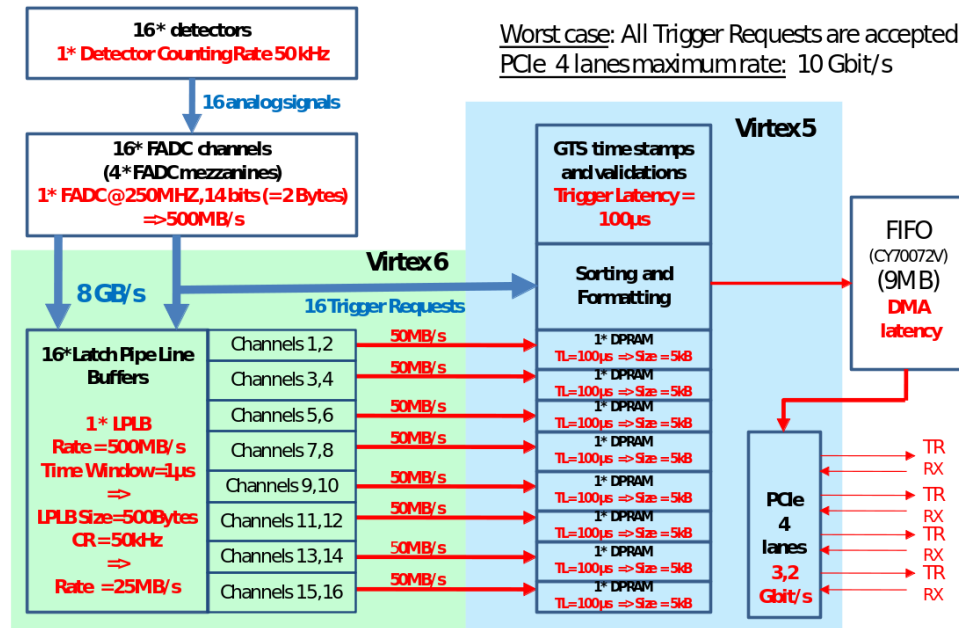 16* detectors
1* Detector Counting Rate 50 kHz
Worst case: All Trigger Requests are accepted
PCIe 4 lanes maximum rate: 10 Gbit/s
16 analog signals
16* FADC channels
(4* FADC mezzanines)
1* FADC@250MHZ, 14 bits (=2 Bytes)
=>500MB/s
Virtex 5
GTS time stamps
and validations
Trigger Latency =
100µs
FIFO
(CY70072V)
(9MB)
DMA
latency
Virtex 6
8 GB/s
16 Trigger Requests
Sorting and
Formatting
16* Latch Pipe Line
Buffers
1* LPLB
Rate = 500MB/s
Time Window=1µs
=>
LPLB Size=500Bytes
CR = 50kHz
=>
Rate = 25MB/s
Channels 1,2
50MB/s
1* DPRAM
TL=100µs => Size = 5kB
Channels 3,4
50MB/s
1* DPRAM
TL=100µs => Size = 5kB
Channels 5,6
50MB/s
1* DPRAM
TL=100µs => Size = 5kB
Channels 7,8
50MB/s
1* DPRAM
TL=100µs => Size = 5kB
Channels 9,10
50MB/s
1* DPRAM
TL=100µs => Size = 5kB
Channels 11,12
50MB/s
1* DPRAM
TL=100µs => Size = 5kB
Channels 13,14
50MB/s
1* DPRAM
TL=100µs => Size = 5kB
Channels 15,16
50MB/s
1* DPRAM
TL=100µs => Size = 5kB
PCIe
4
lanes
3,2
Gbit/s
TR
RX
TR
RX
TR
RX
TR
RX